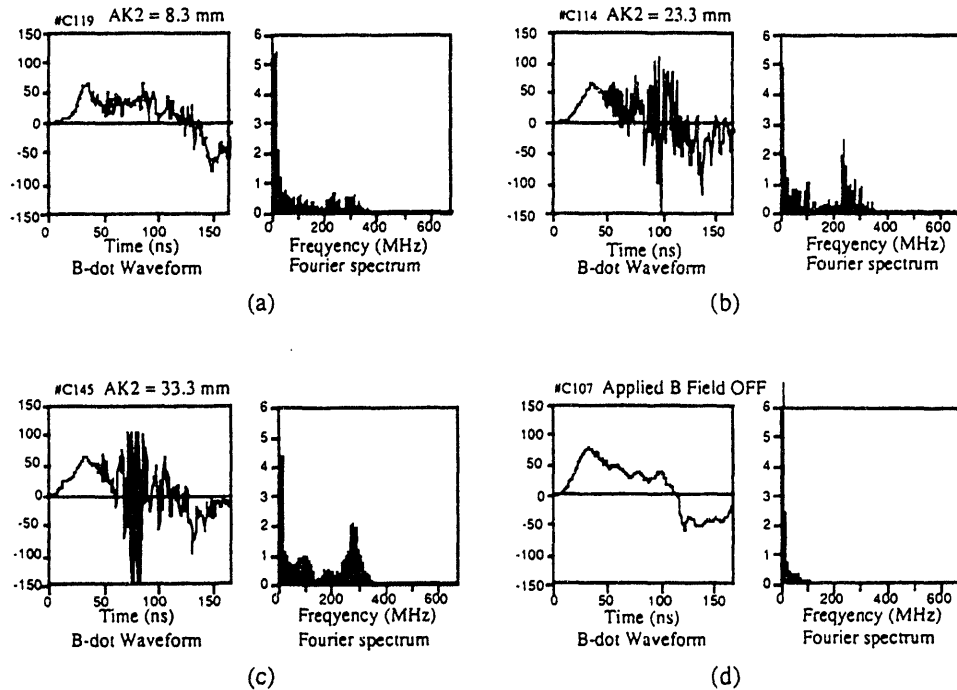 #C119 AK2 = 8.3 mm
150
100
50
0
-50
-100
-150
0 50 100 150
Time (ns)
B-dot Waveform
6
5
4
3
2
1
0
0 200 400 600
Freqyency (MHz)
Fourier spectrum
(a)
#C114 AK2 = 23.3 mm
150
100
50
0
-50
-100
-150
0 50 100 150
Time (ns)
B-dot Waveform
6
5
4
3
2
1
0
0 200 400 600
Freqyency (MHz)
Fourier spectrum
(b)
#C145 AK2 = 33.3 mm
150
100
50
0
-50
-100
-150
0 50 100 150
Time (ns)
B-dot Waveform
6
5
4
3
2
1
0
0 200 400 600
Freqyency (MHz)
Fourier spectrum
(c)
#C107 Applied B Field OFF
150
100
50
0
-50
-100
-150
0 50 100 150
Time (ns)
B-dot Waveform
6
5
4
3
2
1
0
0 200 400 600
Freqyency (MHz)
Fourier spectrum
(d)